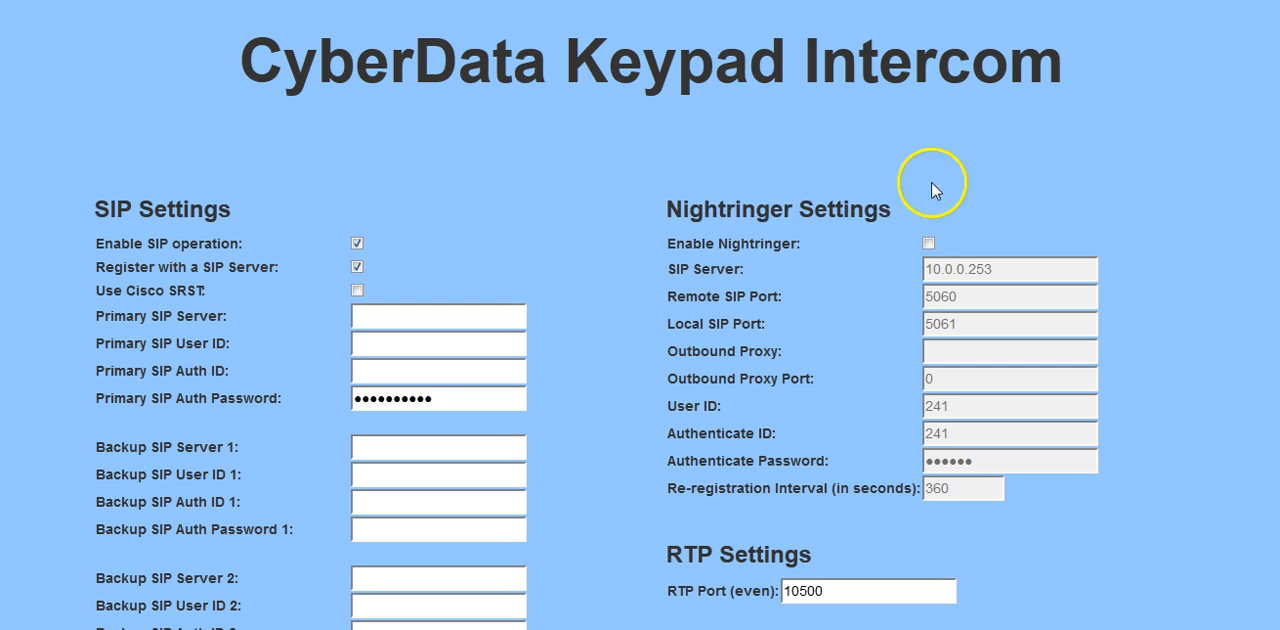 CyberData Keypad Intercom
SIP Settings
Enable SIP operation:
Register with a SIP Server:
Use Cisco SRST:
Primary SIP Server:
Primary SIP User ID:
Primary SIP Auth ID:
Primary SIP Auth Password: ••••••••••
Backup SIP Server 1:
Backup SIP User ID 1:
Backup SIP Auth ID 1:
Backup SIP Auth Password 1:
Backup SIP Server 2:
Backup SIP User ID 2:
Nightringer Settings
Enable Nightringer:
SIP Server: 10.0.0.253
Remote SIP Port: 5060
Local SIP Port: 5061
Outbound Proxy:
Outbound Proxy Port: 0
User ID: 241
Authenticate ID: 241
Authenticate Password: ••••••
Re-registration Interval (in seconds): 360
RTP Settings
RTP Port (even): 10500